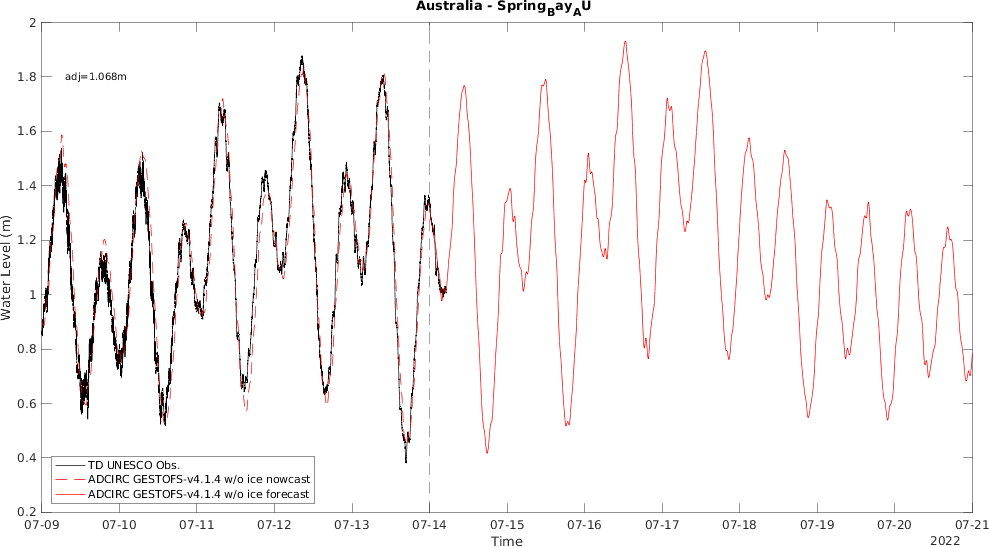 Australia - SpringBayAU
2
1.8
adj=1.068m
1.6
1.4
1.2
Water Level (m)
1
0.8
0.6
0.4
TD UNESCO Obs.
ADCIRC GESTOFS-v4.1.4 w/o ice nowcast
ADCIRC GESTOFS-v4.1.4 w/o ice forecast
0.2
07-09 07-10 07-11 07-12 07-13 07-14 07-15 07-16 07-17 07-18 07-19 07-20 07-21
Time
2022